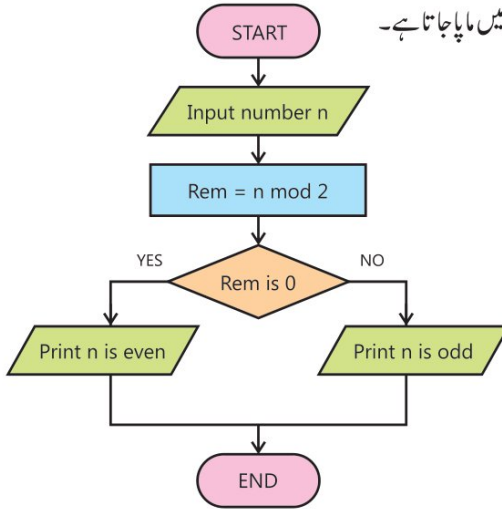 میں ماپا جاتا ہے۔
START
Input number n
Rem = n mod 2
Rem is 0
YES
NO
Print n is even
Print n is odd
END